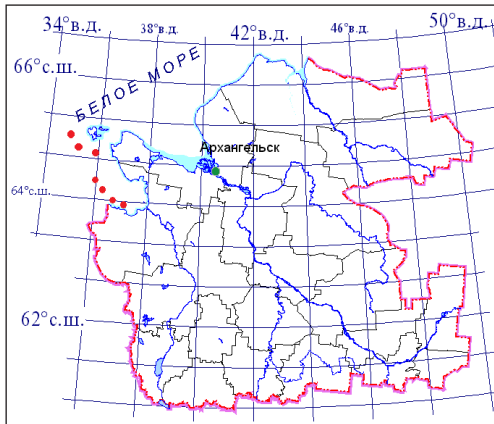 34°в.д.
38°в.д.
42°в.д.
46°в.д.
50°в.д.
66°с.ш.
БЕЛОЕ МОРЕ
Архангельск
64°с.ш.
62°с.ш.